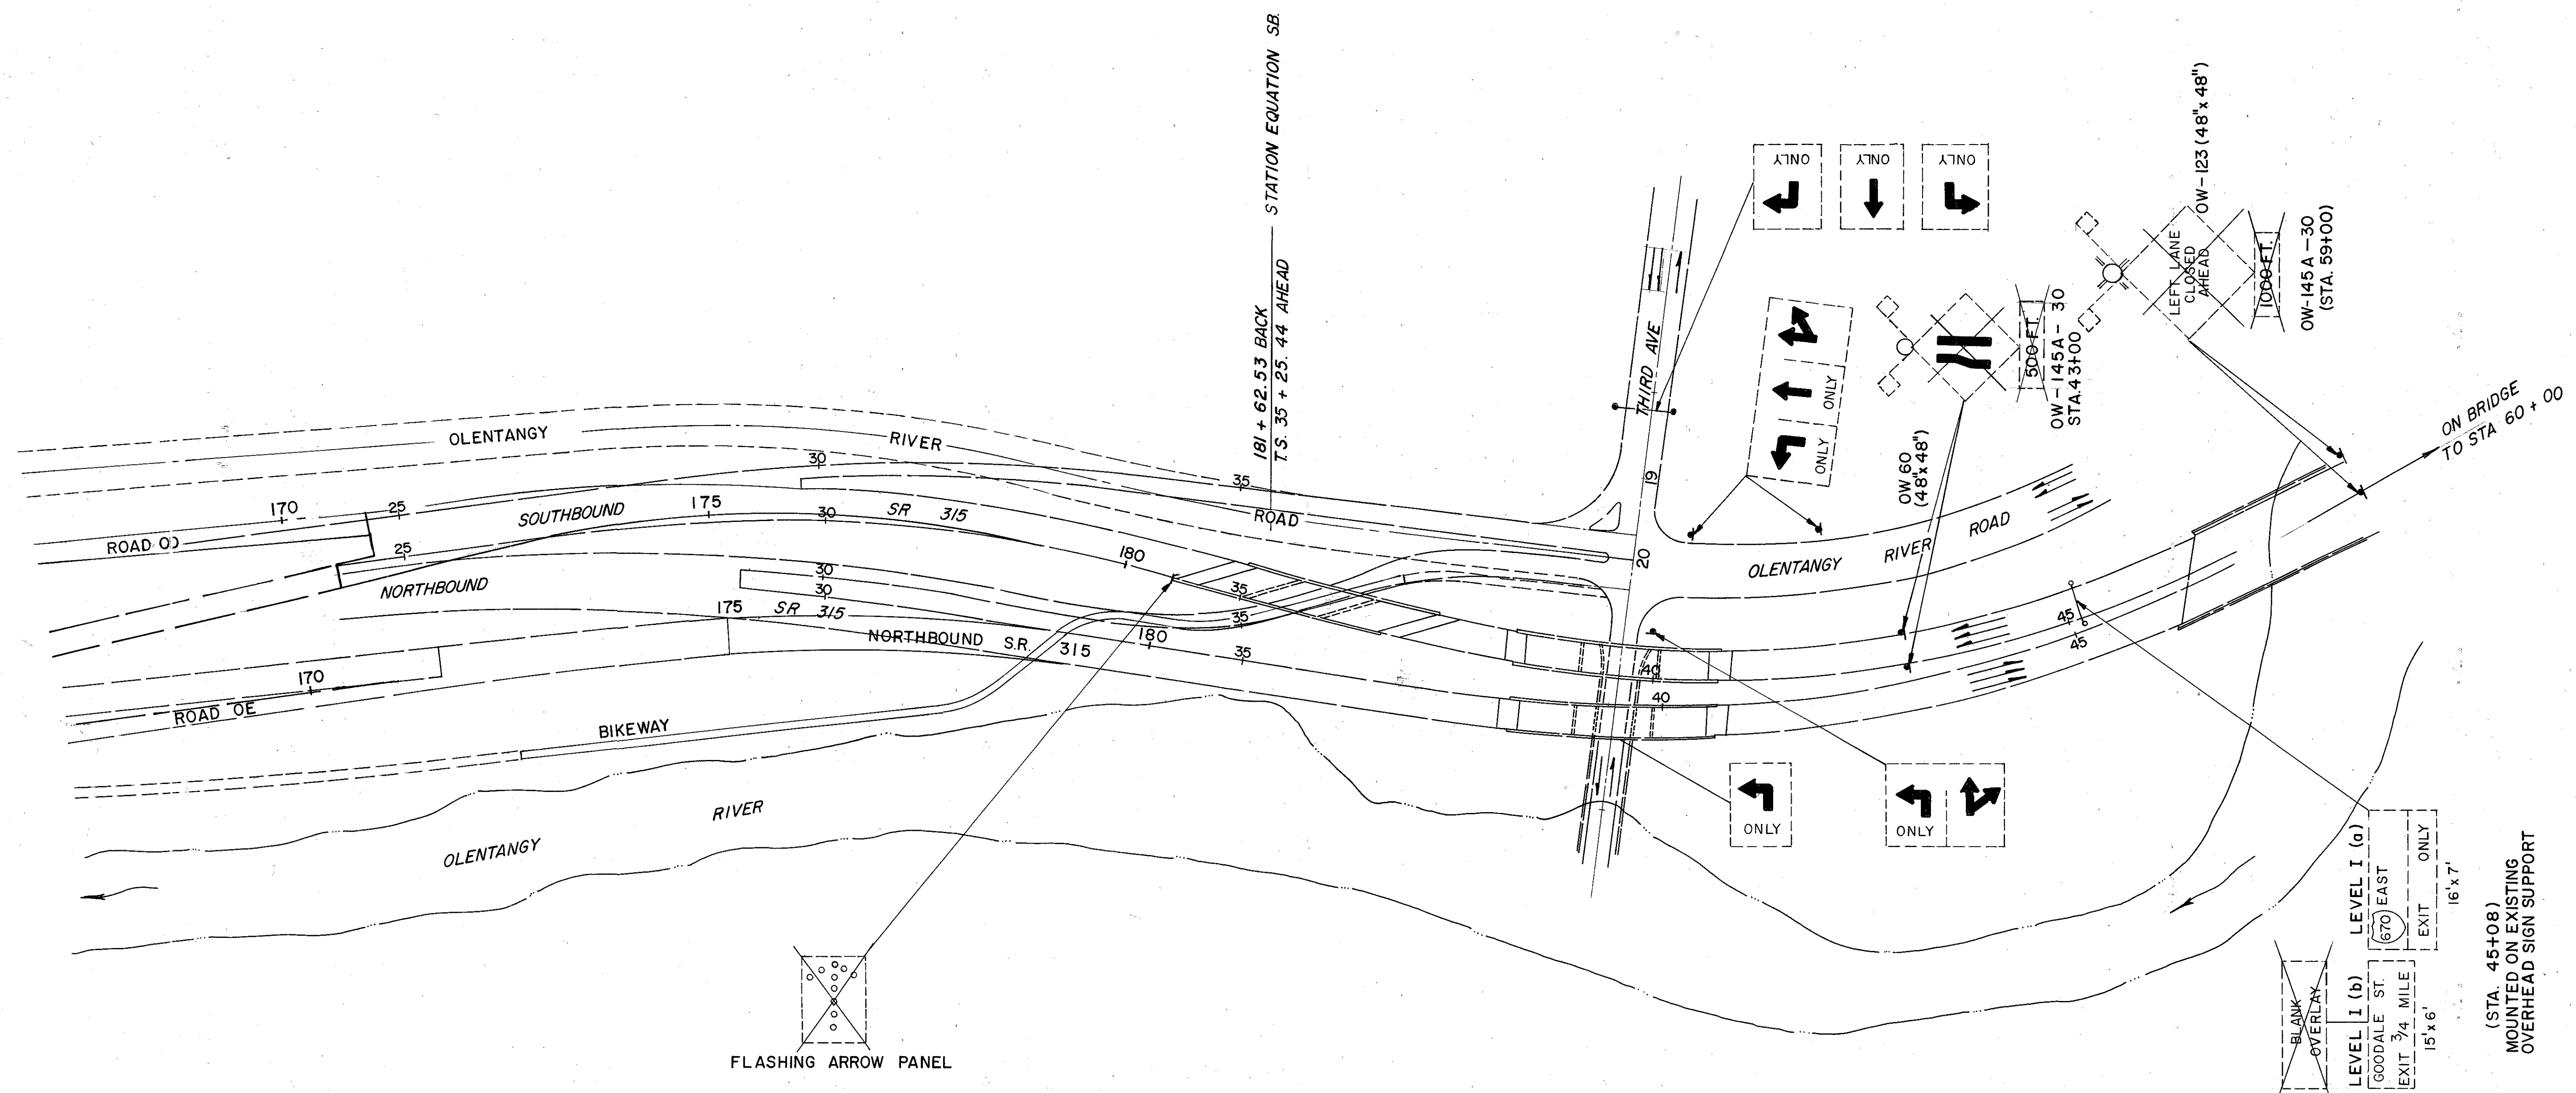 STATION EQUATION SB.
181 + 62.53 BACK
T.S. 35 + 25. 44 AHEAD
ONLY
ONLY
ONLY
OW-123 (48"x 48")
LEFT LANE
CLOSED
AHEAD
1000 FT.
OW-145A-30
(STA. 59+00)
THIRD AVE
ONLY
ONLY
500 FT.
OW-145A- 30
STA.43+00
OW 60
(48"x 48")
ON BRIDGE
TO STA 60 + 00
OLENTANGY RIVER ROAD
30
35
19
20
170
25
SOUTHBOUND
175
30
SR 315
180
35
ROAD
25
NORTHBOUND
30
30
35
175
SR 315
NORTHBOUND S.R. 315
180
35
OLENTANGY RIVER ROAD
40
40
45
45
170
ROAD OE
BIKEWAY
OLENTANGY RIVER
ONLY
ONLY
FLASHING ARROW PANEL
BLANK
OVERLAY
LEVEL I (b)
GOODALE ST.
EXIT 3/4 MILE
15'x 6'
LEVEL I (a)
670 EAST
EXIT ONLY
16'x 7'
(STA. 45+08)
MOUNTED ON EXISTING
OVERHEAD SIGN SUPPORT